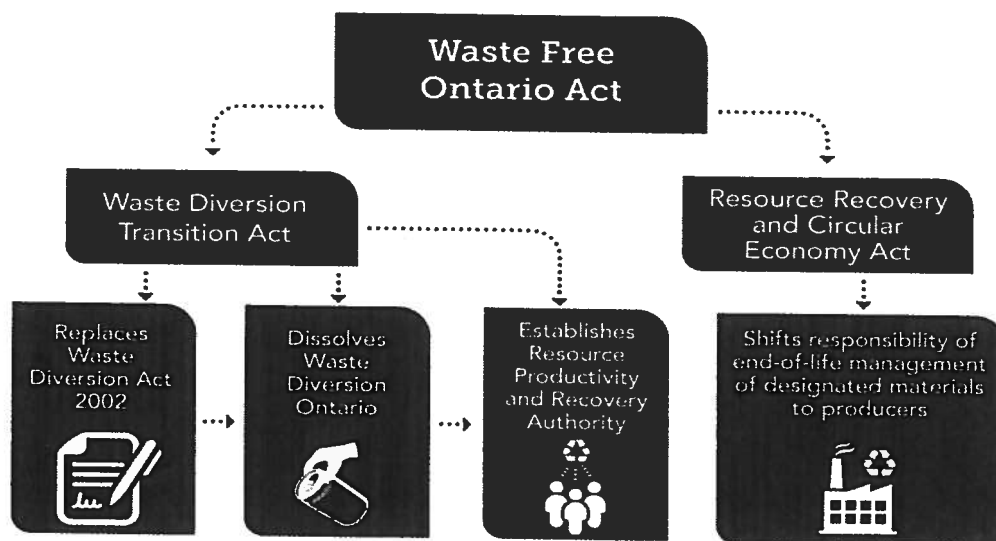 Waste Free
Ontario Act
Waste Diversion
Transition Act
Resource Recovery
and Circular
Economy Act
Replaces
Waste
Diversion Act
2002
Dissolves
Waste
Diversion
Ontario
Establishes
Resource
Productivity
and Recovery
Authority
Shifts responsibility of
end-of-life management
of designated materials
to producers